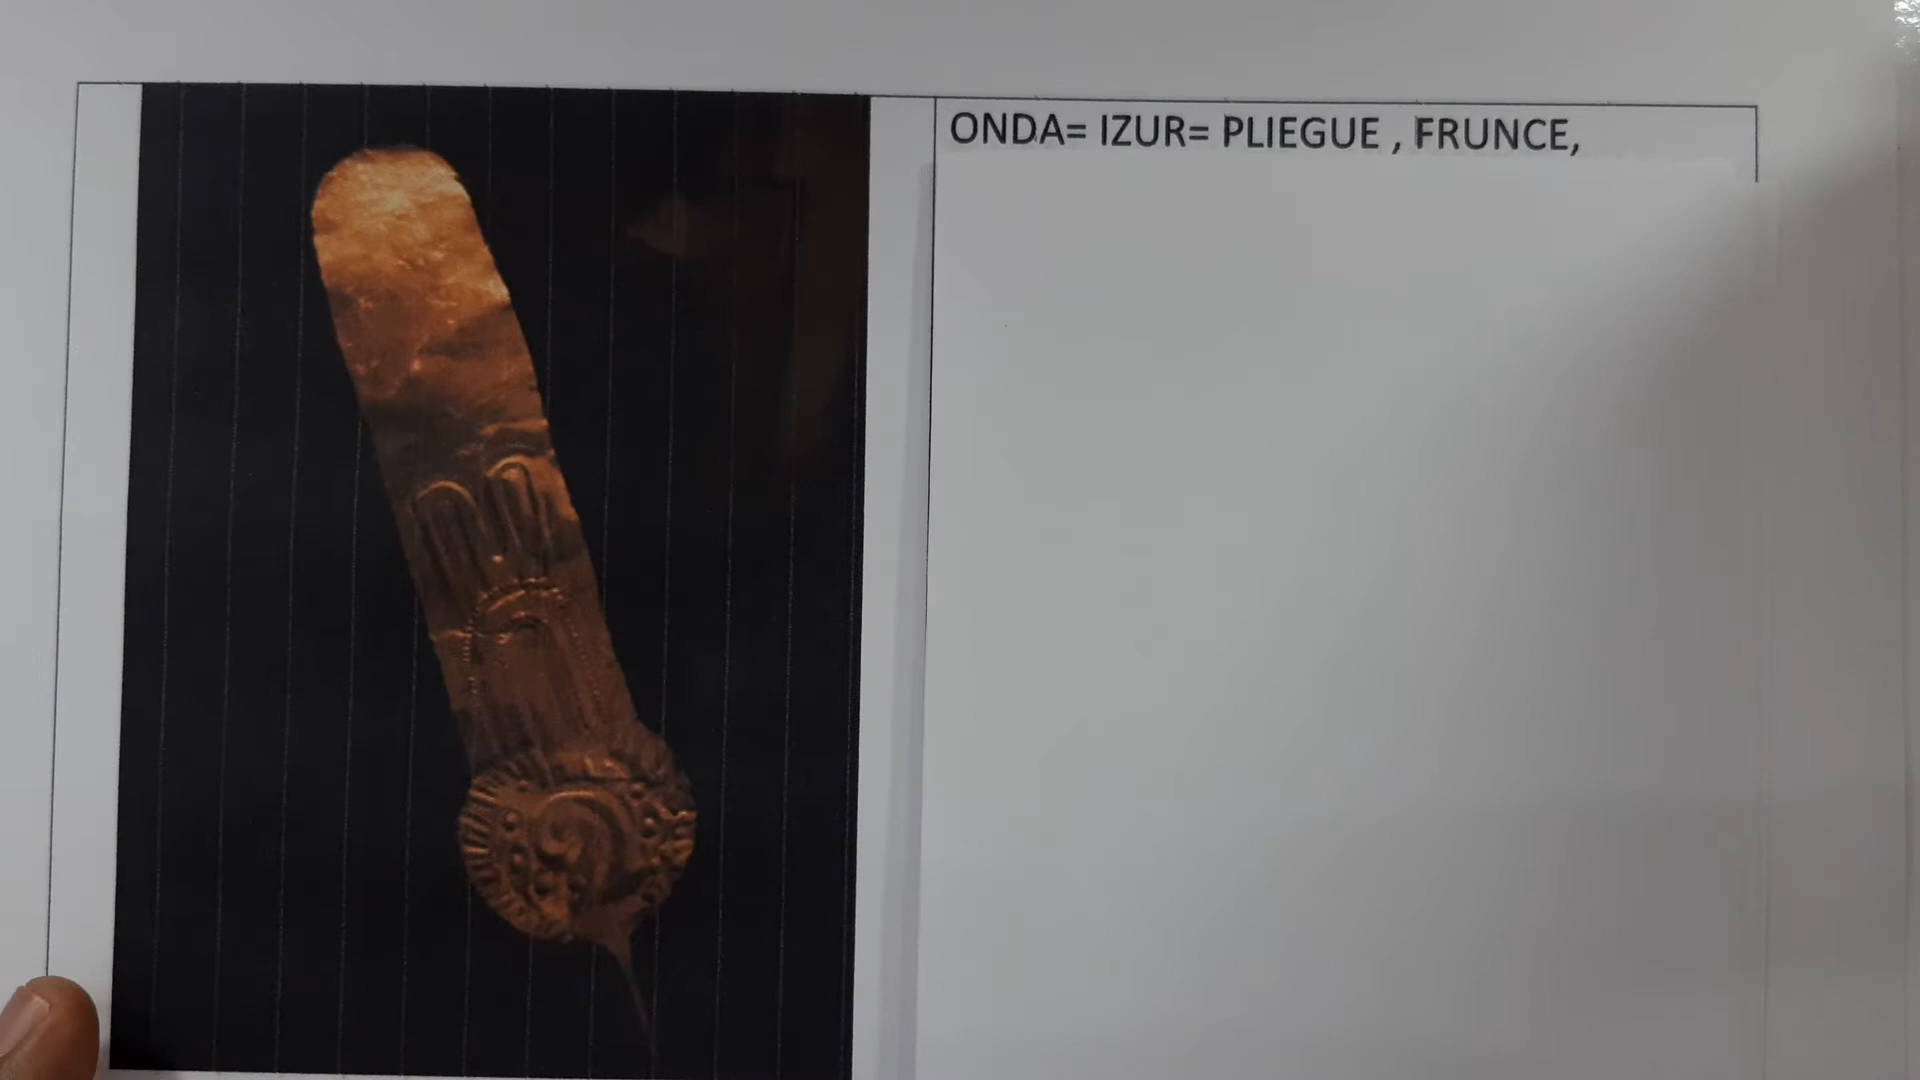 ONDA= IZUR= PLIEGUE , FRUNCE,